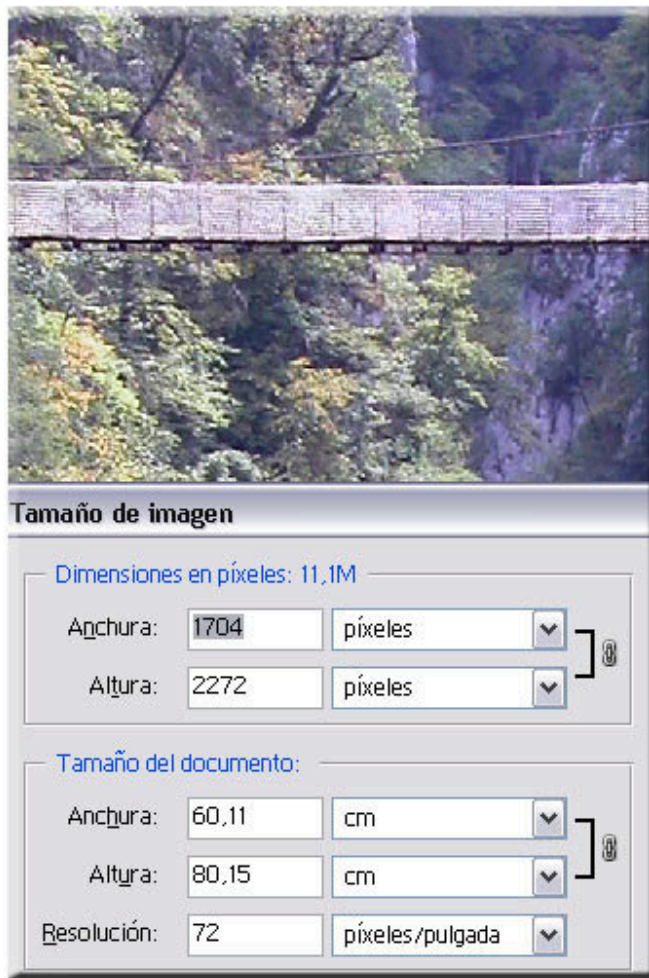 Tamaño de imagen
Dimensiones en píxeles: 11,1M
Anchura: 1704 píxeles
Altura: 2272 píxeles
Tamaño del documento:
Anchura: 60,11 cm
Altura: 80,15 cm
Resolución: 72 píxeles/pulgada